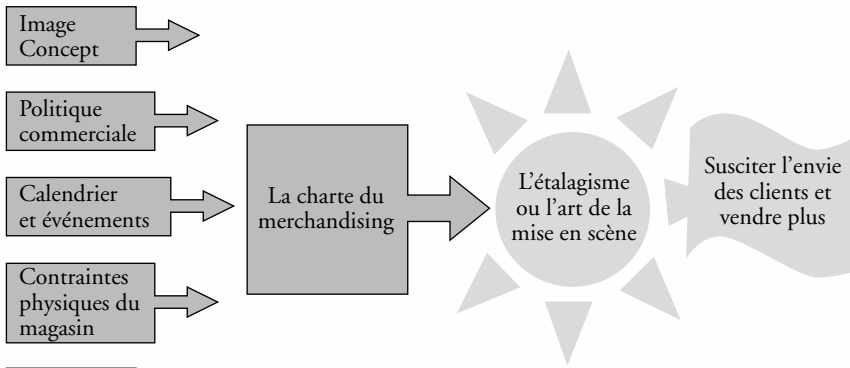 Image
Concept
Politique
commerciale
Calendrier
et événements
Contraintes
physiques du
magasin
La charte du
merchandising
L'étalagisme
ou l'art de la
mise en scène
Susciter l'envie
des clients et
vendre plus